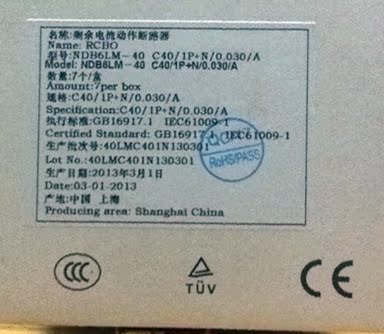 名称:剩余电流动作断路器
Name: RCBO
型号:NDB6LM-40 C40/1P+N/0.030/A
Model: NDB6LM-40 C40/1P+N/0.030/A
数量:7个/盒
Amount:7per box
规格:C40/1P+N/0.030/A
Specification:C40/1P+N/0.030/A
执行标准:GB16917.1 IEC61009-1
Certified Standard: GB16917.1 IEC61009-1
生产批次号:40LMC401N130301
Lot No:40LMC401N130301
生产日期:2013年3月1日
Date:03-01-2013
产地:中国 上海
Producing area: Shanghai China
RoHS/PASS
CCC
TÜV
CE